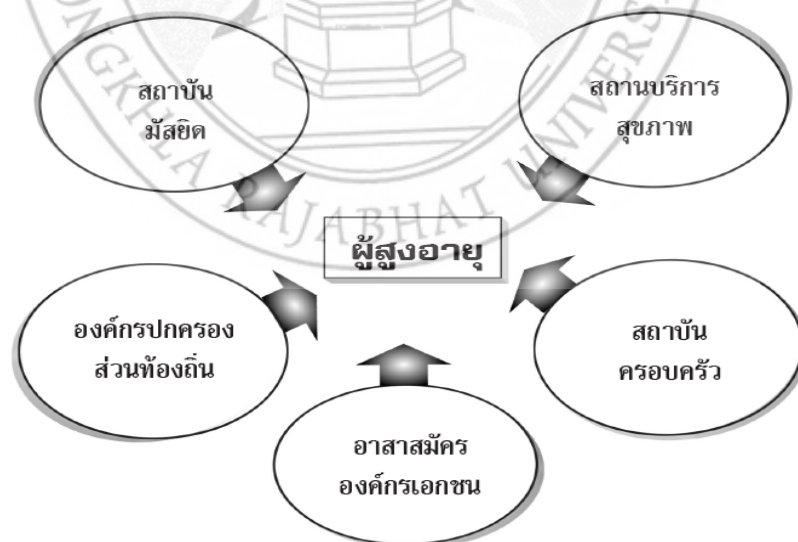 สถาบัน
มัสยิด
สถานบริการ
สุขภาพ
ผู้สูงอายุ
องค์กรปกครอง
ส่วนท้องถิ่น
สถาบัน
ครอบครัว
อาสาสมัคร
องค์กรเอกชน
ONGKHLA RAJABHAT UNIVERS